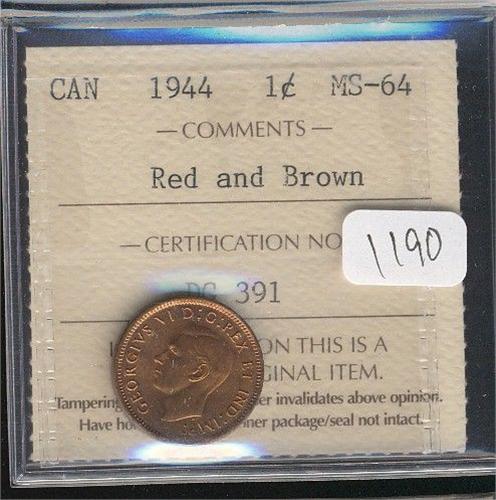 CAN 1944 1¢ MS-64
— COMMENTS —
Red and Brown
— CERTIFICATION NO
1190
DG 391
ON THIS IS A
GINAL ITEM.
Tampering er invalidates above opinion.
Have ner package/seal not intact.
GEORGIVS VI D:G:REX ET IND:IMP: